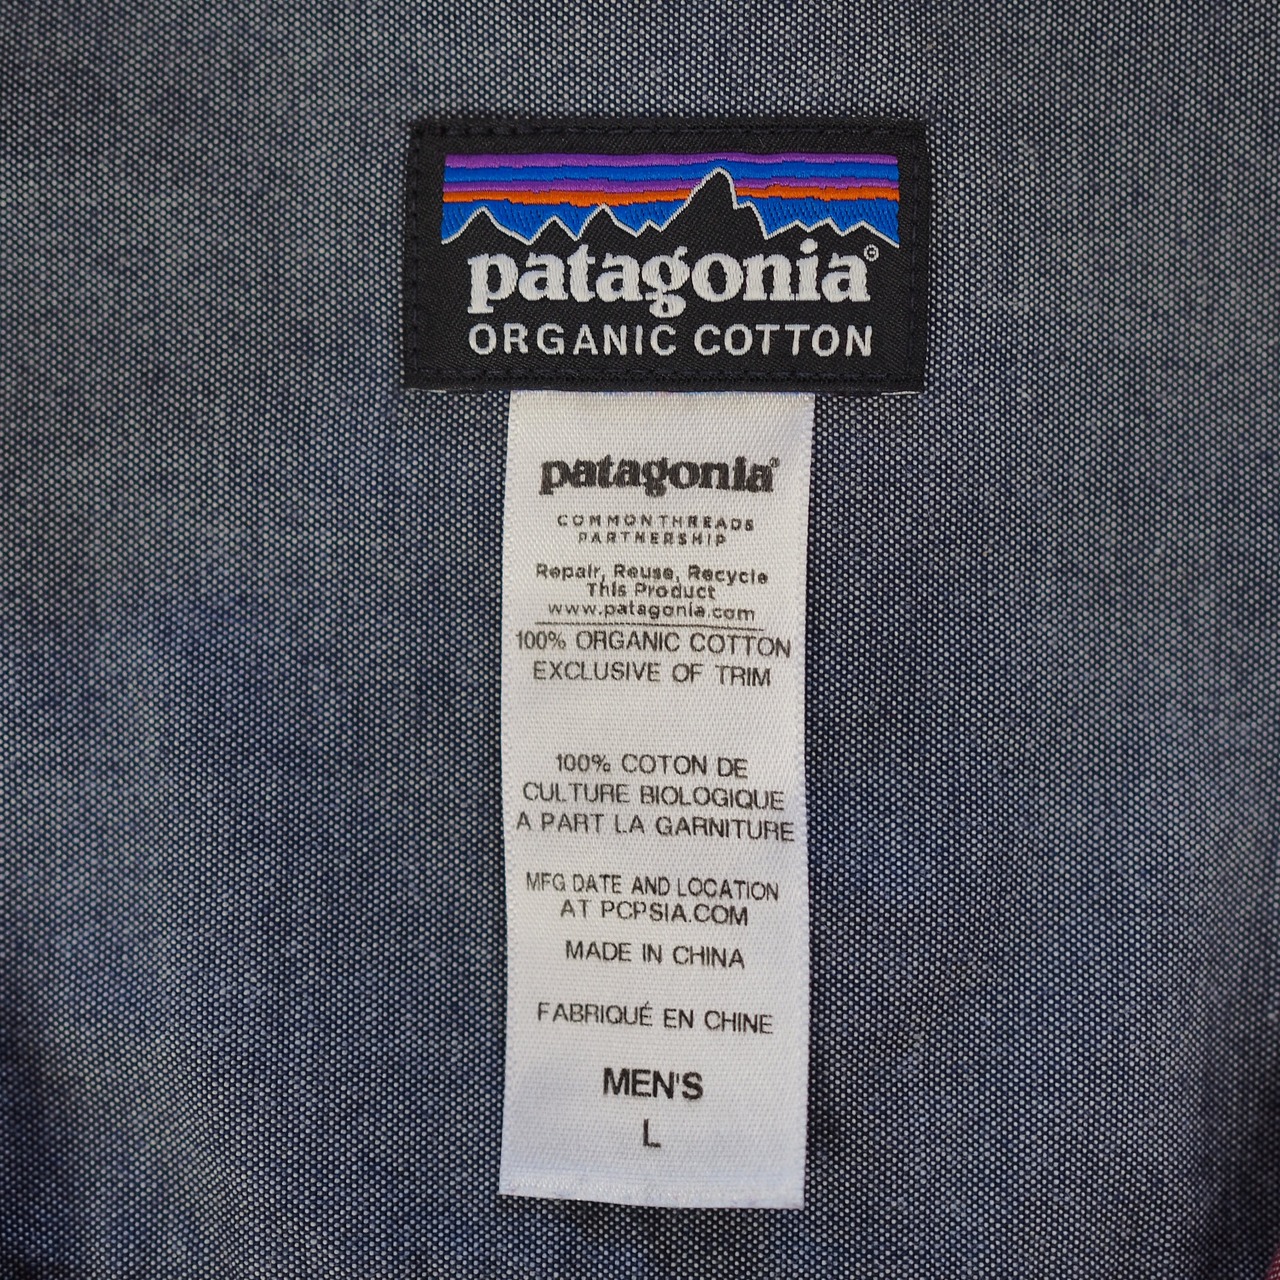 patagonia®
ORGANIC COTTON
patagonia®
COMMON THREADS
PARTNERSHIP
Repair, Reuse, Recycle
This Product
www.patagonia.com
100% ORGANIC COTTON
EXCLUSIVE OF TRIM
100% COTON DE
CULTURE BIOLOGIQUE
A PART LA GARNITURE
MFG DATE AND LOCATION
AT PCPSIA.COM
MADE IN CHINA
FABRIQUÉ EN CHINE
MEN'S
L